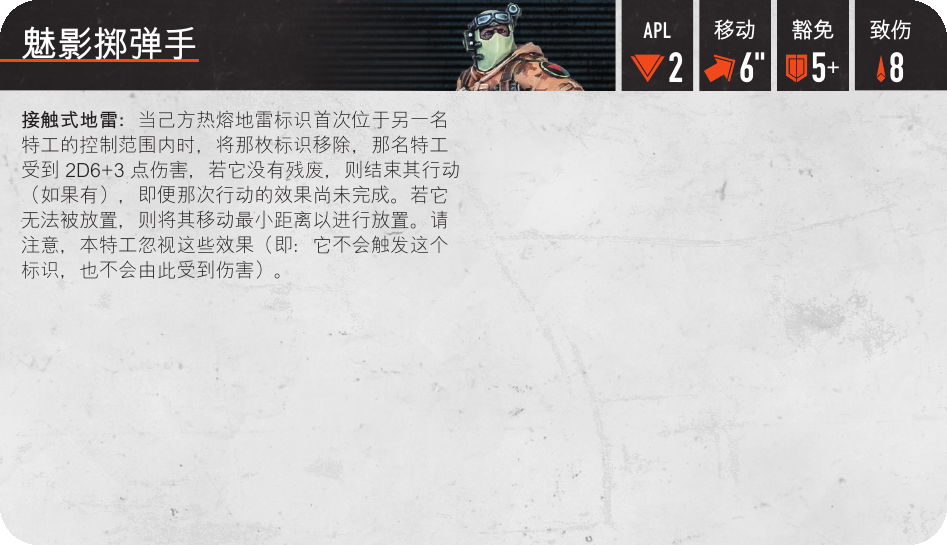 魅影掷弹手
APL 移动 豁免 致伤
2 6" 5+ 8
接触式地雷：当己方热熔地雷标识首次位于另一名
特工的控制范围内时，将那枚标识移除，那名特工
受到 2D6+3 点伤害，若它没有残废，则结束其行动
（如果有），即便那次行动的效果尚未完成。若它
无法被放置，则将其移动最小距离以进行放置。请
注意，本特工忽视这些效果（即：它不会触发这个
标识，也不会由此受到伤害）。